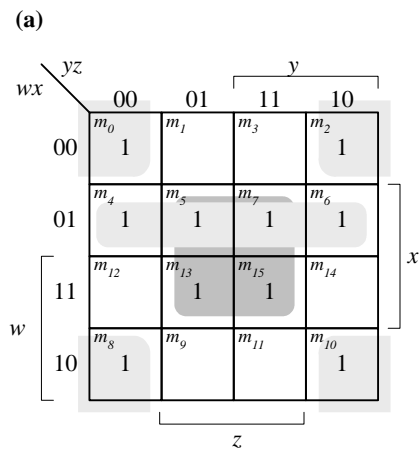 (a)
yz
y
wx
00 01 11 10
m0 m1 m3 m2
00 1 1
m4 m5 m7 m6
01 1 1 1 1
x
m12 m13 m15 m14
11 1 1
w
m8 m9 m11 m10
10 1 1
z